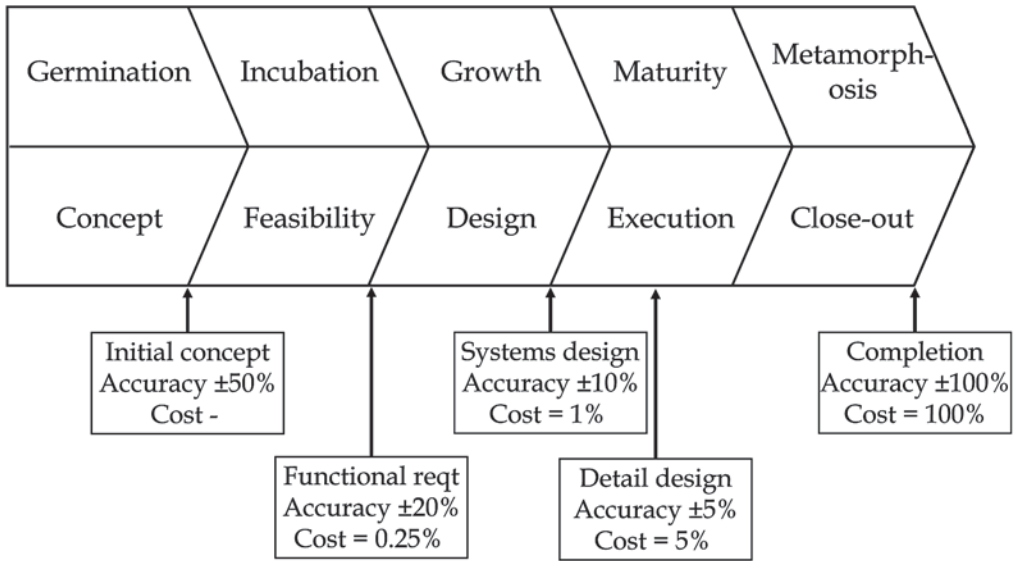 Germination
Incubation
Growth
Maturity
Metamorph-
osis
Concept
Feasibility
Design
Execution
Close-out
Initial concept
Accuracy ±50%
Cost -
Systems design
Accuracy ±10%
Cost = 1%
Completion
Accuracy ±100%
Cost = 100%
Functional reqt
Accuracy ±20%
Cost = 0.25%
Detail design
Accuracy ±5%
Cost = 5%